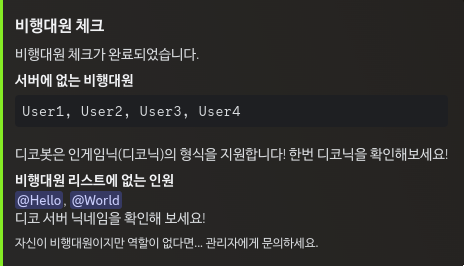 비행대원 체크
비행대원 체크가 완료되었습니다.
서버에 없는 비행대원
User1, User2, User3, User4
디코봇은 인게임닉(디코닉)의 형식을 지원합니다! 한번 디코닉을 확인해보세요!
비행대원 리스트에 없는 인원
@Hello, @World
디코 서버 닉네임을 확인해 보세요!
자신이 비행대원이지만 역할이 없다면... 관리자에게 문의하세요.